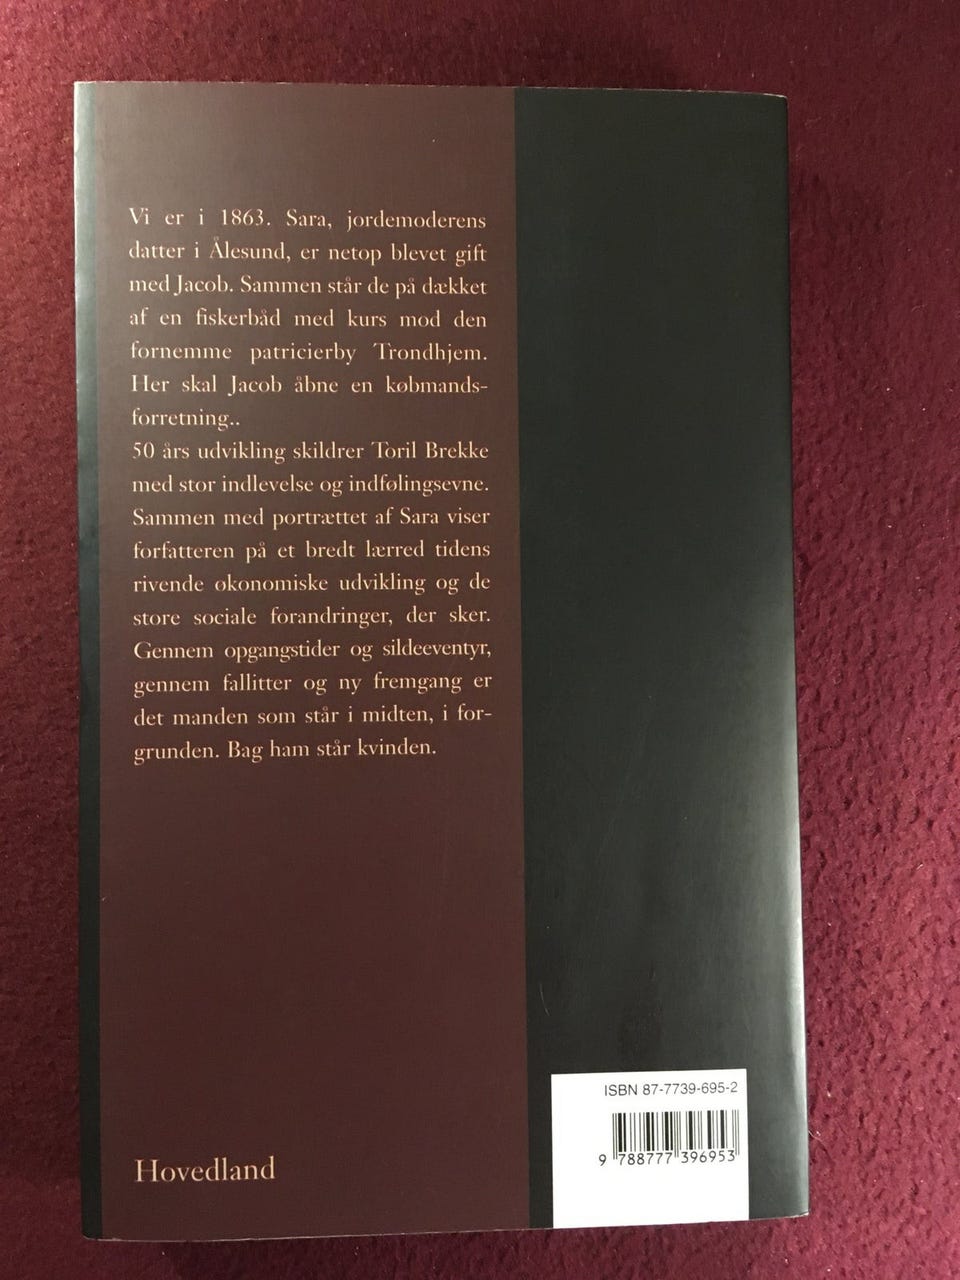 Vi er i 1863. Sara, jordemoderens
datter i Ålesund, er netop blevet gift
med Jacob. Sammen står de på dækket
af en fiskerbåd med kurs mod den
fornemme patricierby Trondhjem.
Her skal Jacob åbne en købmands-
forretning..
50 års udvikling skildrer Toril Brekke
med stor indlevelse og indfølingsevne.
Sammen med portrættet af Sara viser
forfatteren på et bredt lærred tidens
rivende økonomiske udvikling og de
store sociale forandringer, der sker.
Gennem opgangstider og sildeeventyr,
gennem fallitter og ny fremgang er
det manden som står i midten, i for-
grunden. Bag ham står kvinden.
Hovedland
ISBN 87-7739-695-2
9 788777 396953